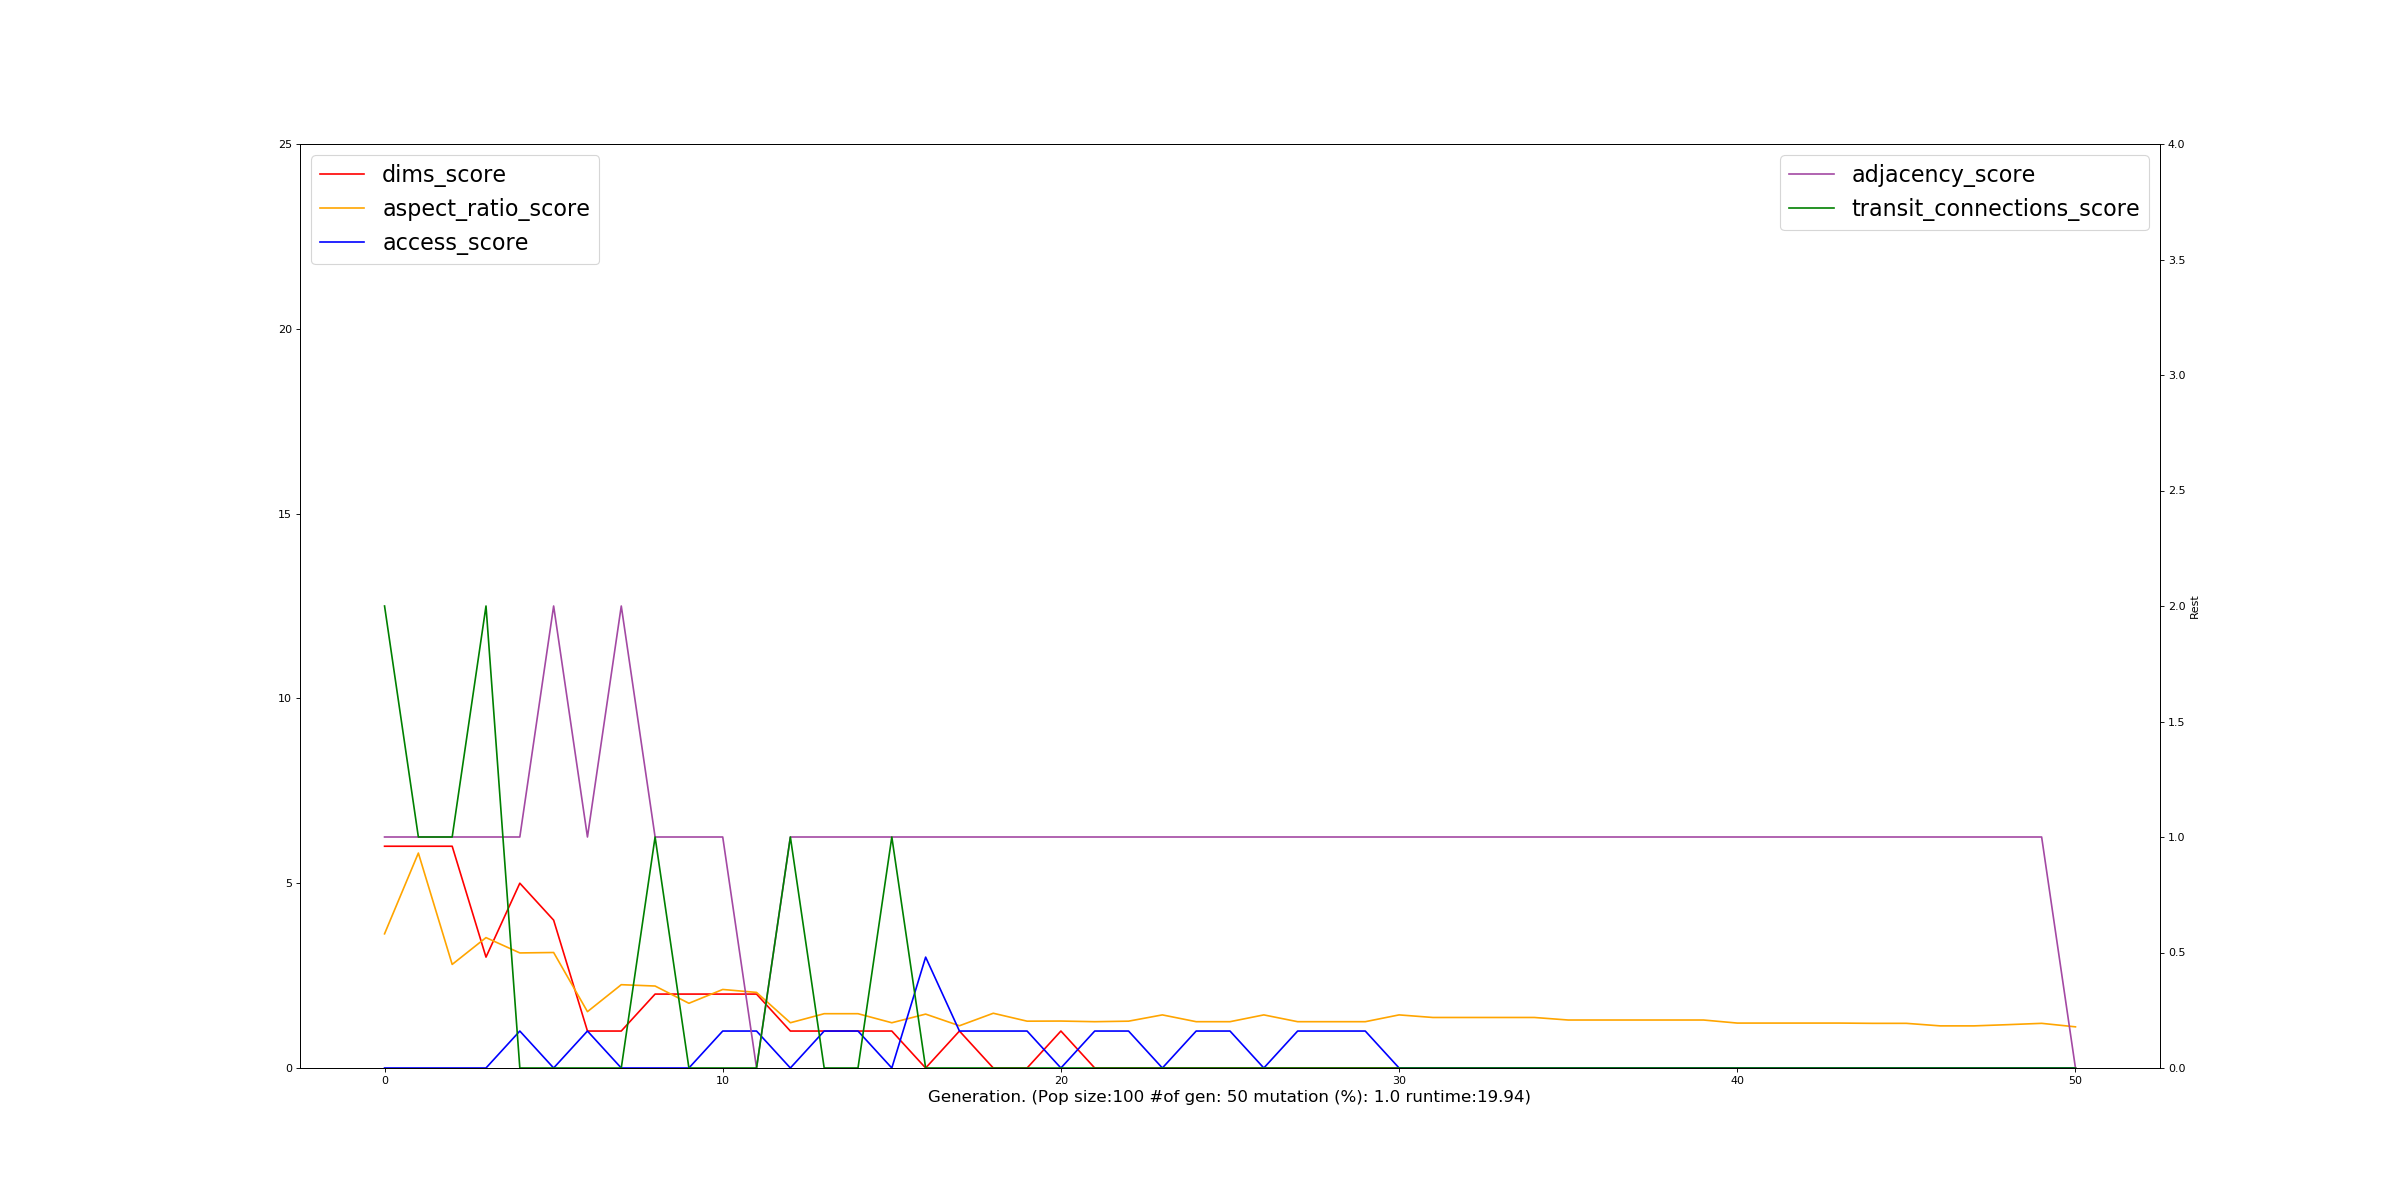 25
20
15
10
5
0
dims_score
aspect_ratio_score
access_score
adjacency_score
transit_connections_score
4.0
3.5
3.0
2.5
2.0
1.5
1.0
0.5
0.0
Rest
0 10 20 30 40 50
Generation. (Pop size:100 #of gen: 50 mutation (%): 1.0 runtime:19.94)